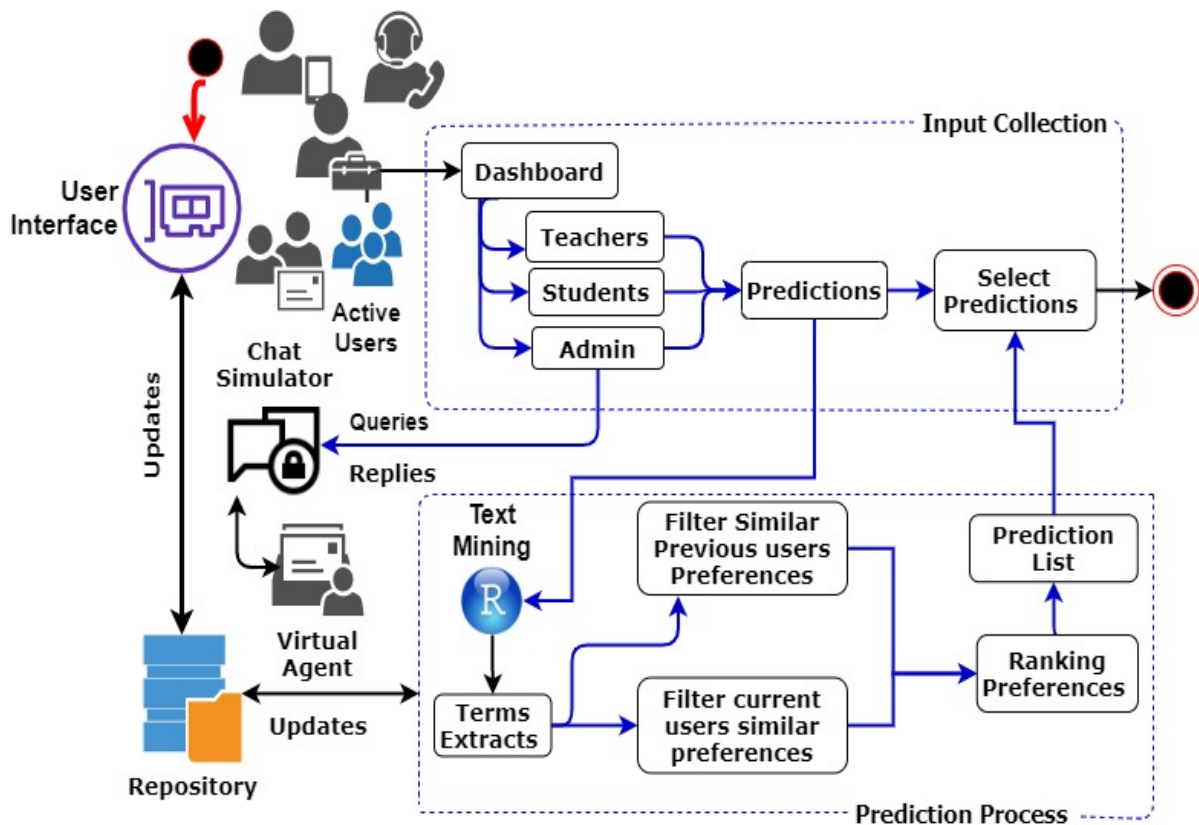 Input Collection
User
Interface
Dashboard
Teachers
Students
Admin
Predictions
Select
Predictions
Active
Users
Chat
Simulator
Queries
Replies
Updates
Text
Mining
R
Filter Similar
Previous users
Preferences
Prediction
List
Virtual
Agent
Updates
Terms
Extracts
Filter current
users similar
preferences
Ranking
Preferences
Repository
Prediction Process